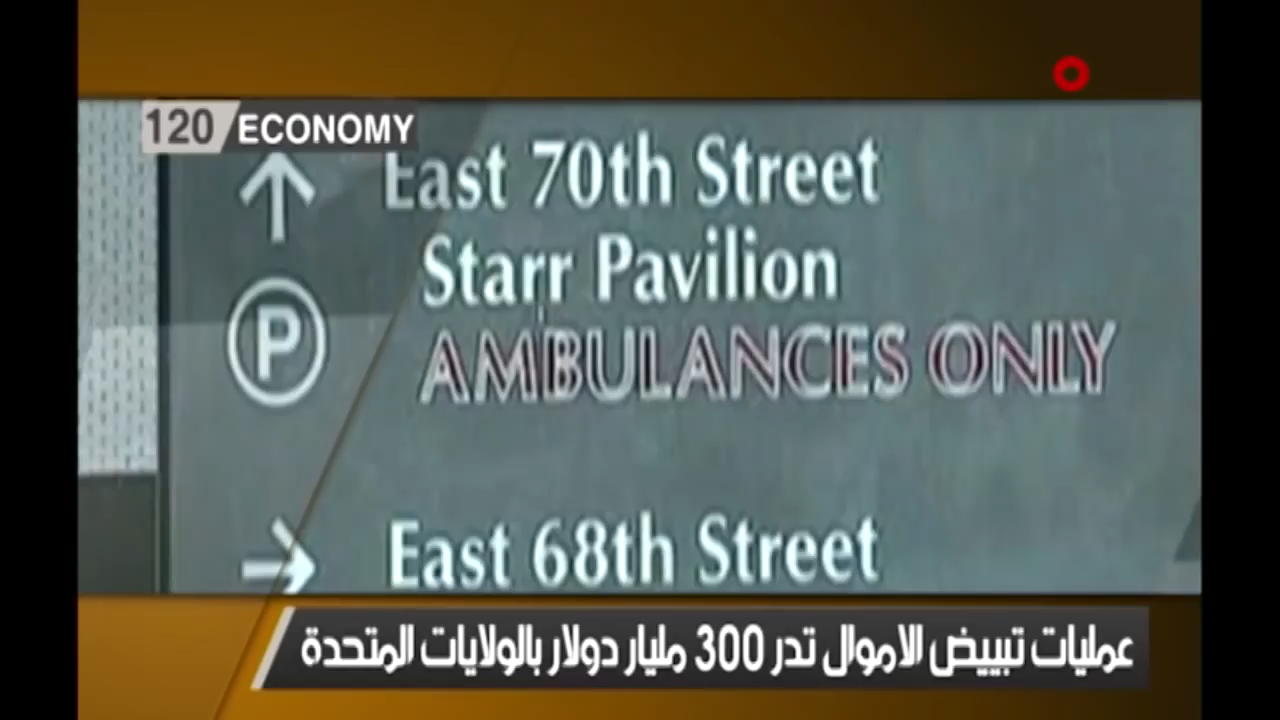 120 ECONOMY
East 70th Street
P
Starr Pavilion
AMBULANCES ONLY
East 68th Street
عمليات تبييض الاموال تدر 300 مليار دولار بالولايات المتحدة